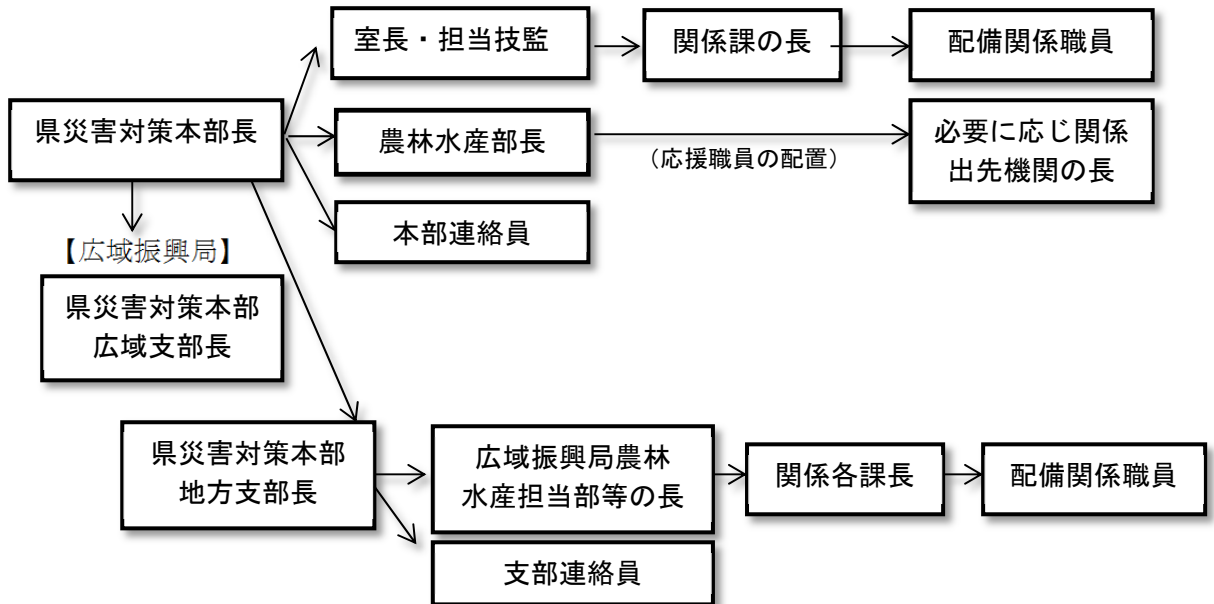 室長・担当技監
関係課の長
配備関係職員
県災害対策本部長
農林水産部長
（応援職員の配置）
必要に応じ関係
出先機関の長
本部連絡員
【広域振興局】
県災害対策本部
広域支部長
県災害対策本部
地方支部長
広域振興局農林
水産担当部等の長
関係各課長
配備関係職員
支部連絡員